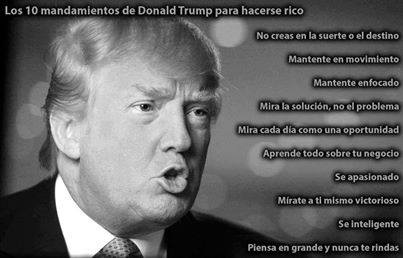 Los 10 mandamientos de Donald Trump para hacerse rico
No creas en la suerte o el destino
Mantente en movimiento
Mantente enfocado
Mira la solución, no el problema
Mira cada día como una oportunidad
Aprende todo sobre tu negocio
Se apasionado
Mírate a ti mismo victorioso
Se inteligente
Piensa en grande y nunca te rindas